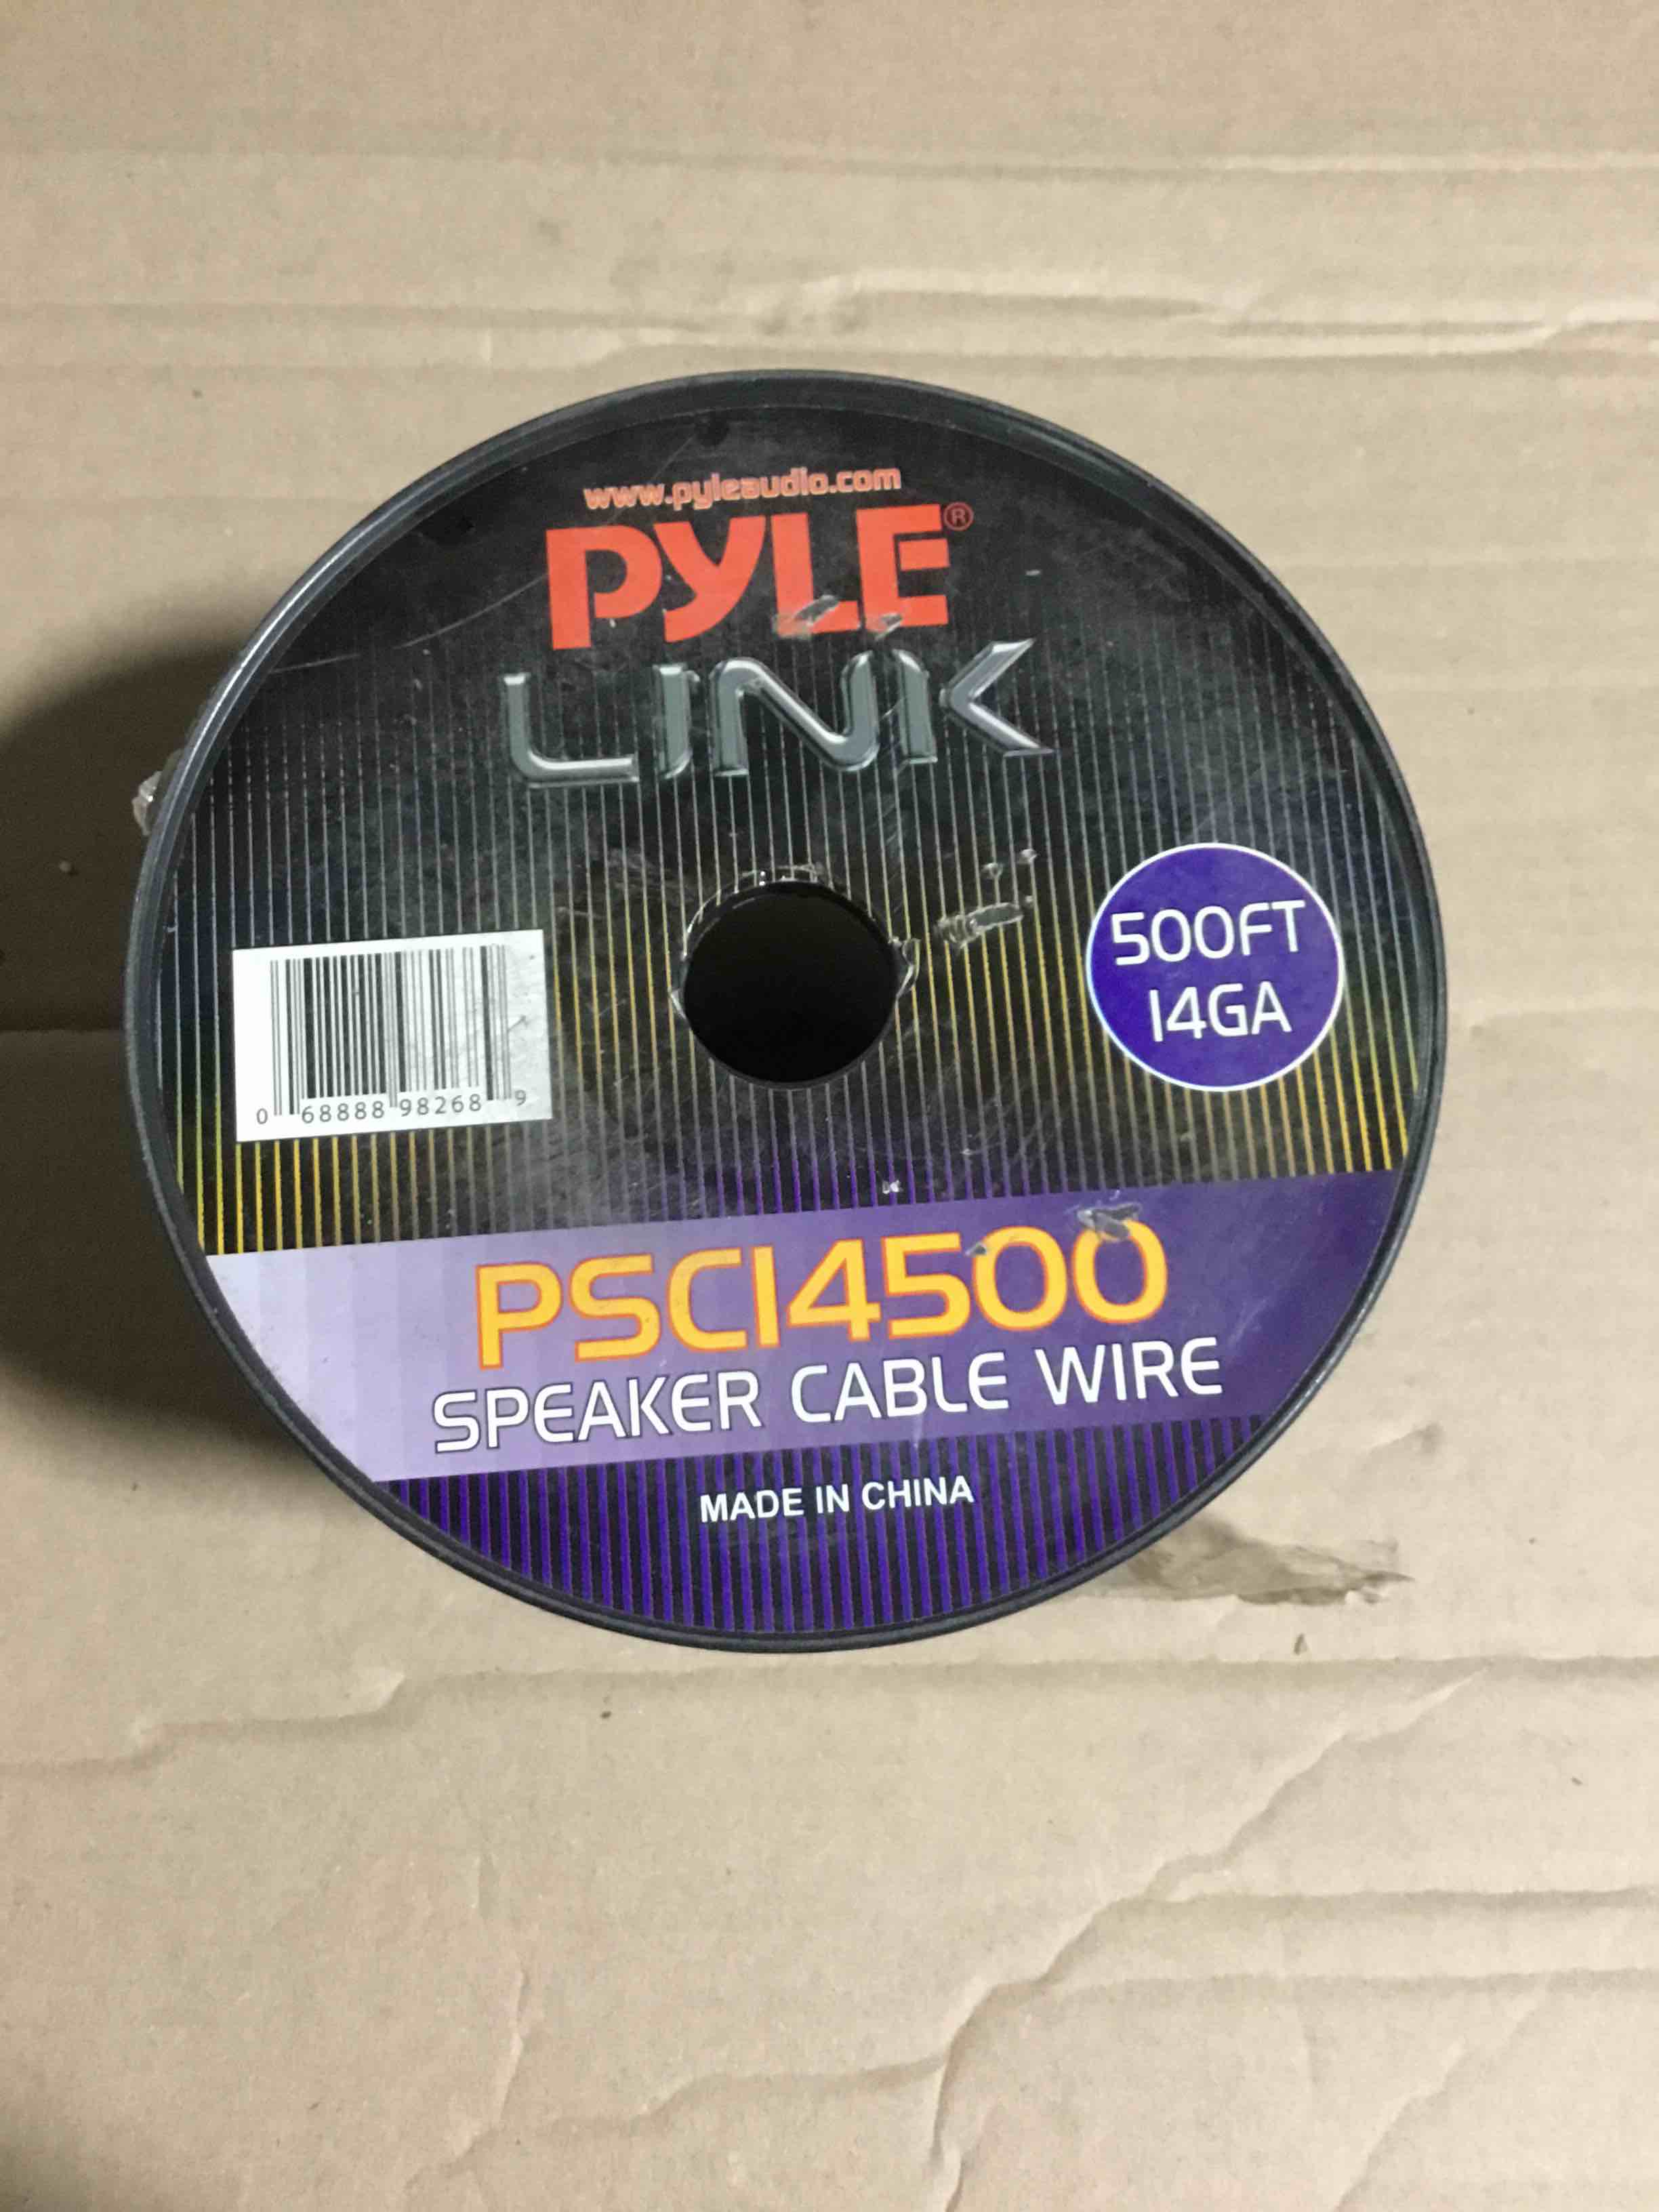 www.pyleaudio.com
PYLE®
LINK
500FT
14GA
0 68888 98268 9
PSC14500
SPEAKER CABLE WIRE
MADE IN CHINA